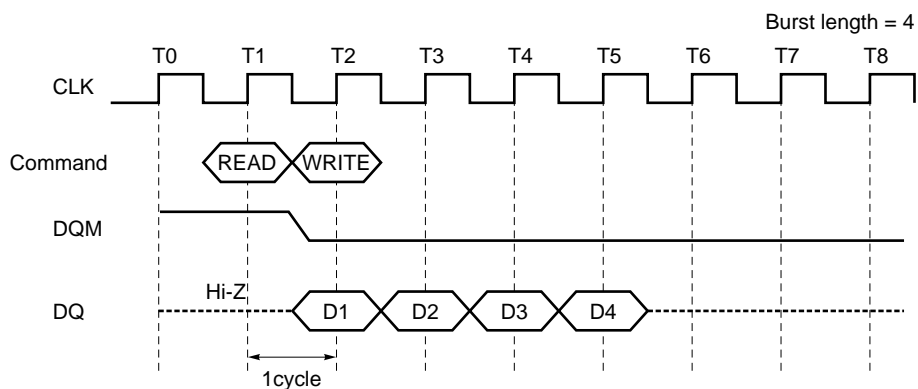 Burst length = 4
T0 T1 T2 T3 T4 T5 T6 T7 T8
CLK
Command READ WRITE
DQM
Hi-Z
DQ D1 D2 D3 D4
1cycle